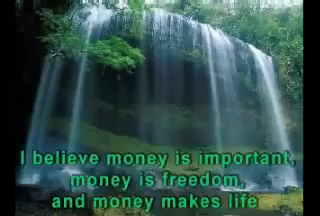 I believe money is important,
money is freedom,
and money makes life